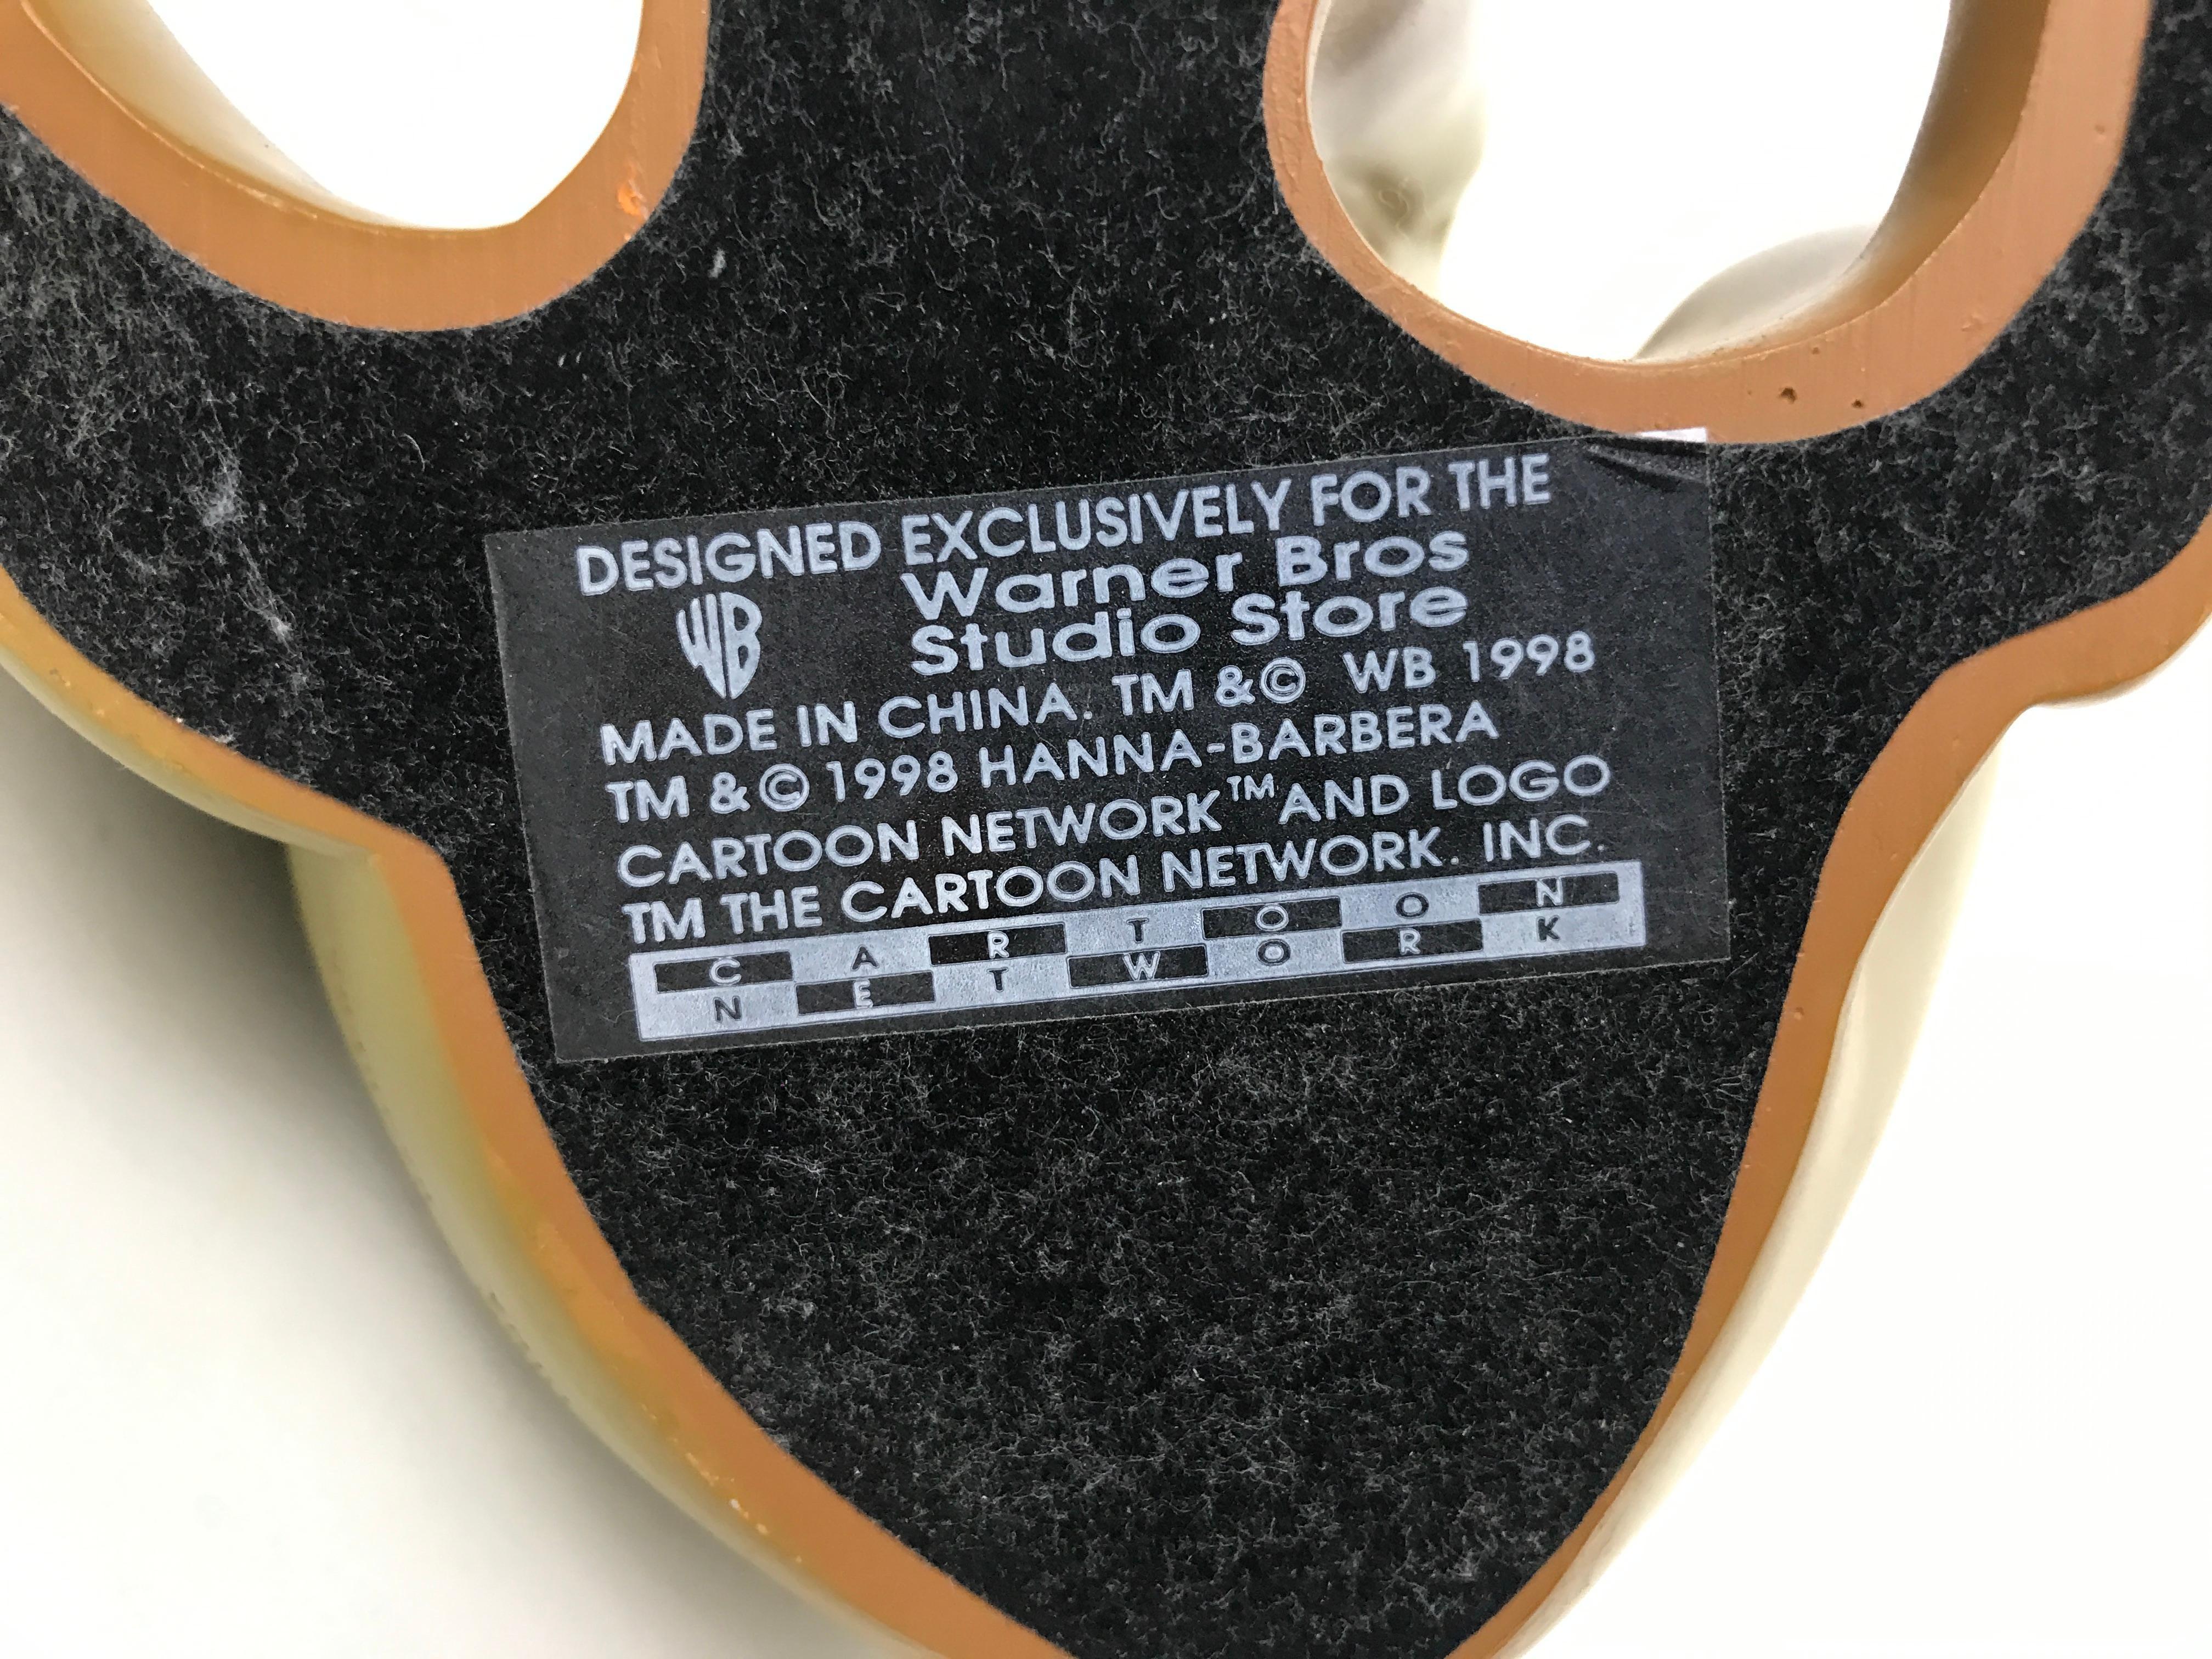 DESIGNED EXCLUSIVELY FOR THE
WB
Warner Bros
Studio Store
MADE IN CHINA. TM &© WB 1998
TM & © 1998 HANNA-BARBERA
CARTOON NETWORK™ AND LOGO
TM THE CARTOON NETWORK. INC.
CARTOON
NETWORK